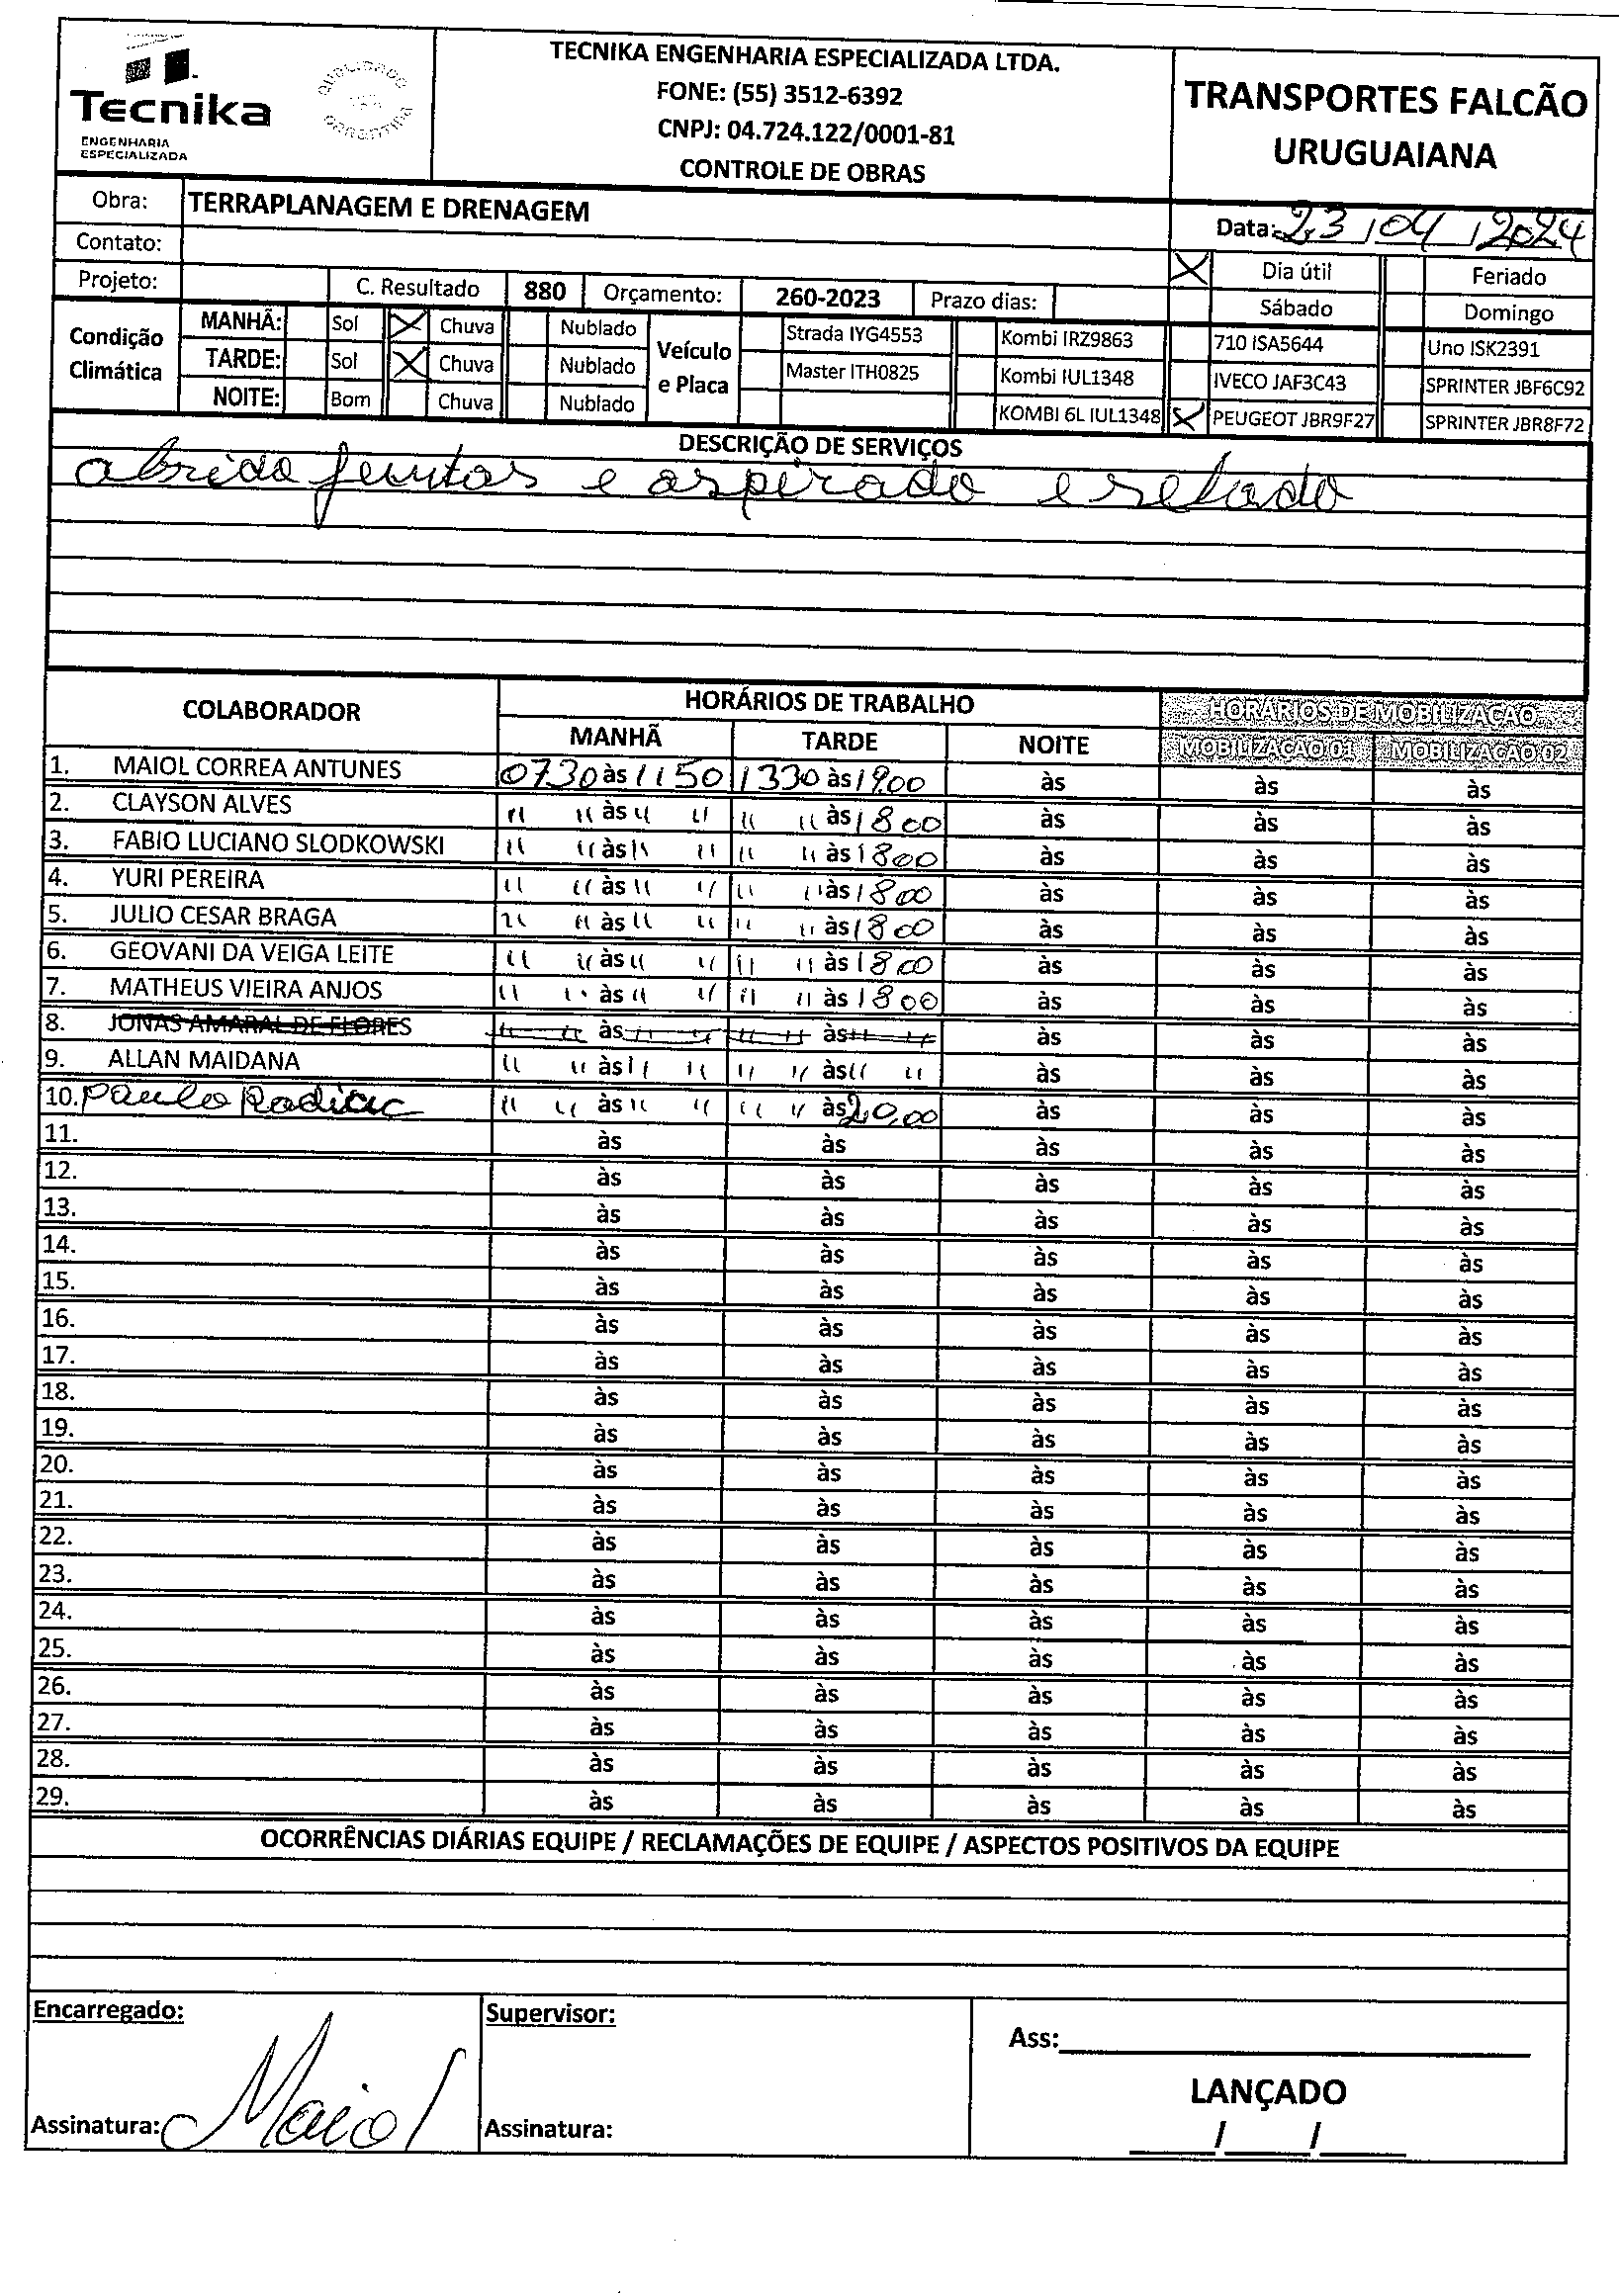 Tecnika
ENGENHARIA
ESPECIALIZADA
QUALIDADE
GARANTIDA
TECNIKA ENGENHARIA ESPECIALIZADA LTDA.
FONE: (55) 3512-6392
CNPJ: 04.724.122/0001-81
CONTROLE DE OBRAS
TRANSPORTES FALCÃO
URUGUAIANA
Obra: TERRAPLANAGEM E DRENAGEM
Data: 23/04/2024
Contato:
Dia útil Feriado
Projeto: C. Resultado 880 Orçamento: 260-2023 Prazo dias:
Sábado Domingo
Condição Climática
MANHÃ: Sol X Chuva Nublado
TARDE: Sol X Chuva Nublado
NOITE: Bom Chuva Nublado
Veículo e Placa
Strada IYG4553 Kombi IRZ9863 710 ISA5644 Uno ISK2391
Master ITH0825 Kombi IUL1348 IVECO JAF3C43 SPRINTER JBF6C92
KOMBI 6L IUL1348 X PEUGEOT JBR9F27 SPRINTER JBR8F72
DESCRIÇÃO DE SERVIÇOS
abrido e aspirado e selado
COLABORADOR HORÁRIOS DE TRABALHO HORÁRIOS DE MOBILIZAÇÃO
MANHÃ TARDE NOITE MOBILIZAÇÃO 01 MOBILIZAÇÃO 02
1. MAIOL CORREA ANTUNES 0730 às 1150 1330 às 19.00 às às às
2. CLAYSON ALVES " " às " " " " às 1800 às às às
3. FABIO LUCIANO SLODKOWSKI " " às " " " " às 1800 às às às
4. YURI PEREIRA " " às " " " " às 1800 às às às
5. JULIO CESAR BRAGA " " às " " " " às 1800 às às às
6. GEOVANI DA VEIGA LEITE " " às " " " " às 1800 às às às
7. MATHEUS VIEIRA ANJOS " " às " " " " às 1800 às às às
8. JONAS AMARAL DE FLORES " " às " " " " às " " às às às
9. ALLAN MAIDANA " " às " " " " às " " às às às
10. Paulo " " às " " " " às 20.00 às às às
11. às às às às às
12. às às às às às
13. às às às às às
14. às às às às às
15. às às às às às
16. às às às às às
17. às às às às às
18. às às às às às
19. às às às às às
20. às às às às às
21. às às às às às
22. às às às às às
23. às às às às às
24. às às às às às
25. às às às às às
26. às às às às às
27. às às às às às
28. às às às às às
29. às às às às às
OCORRÊNCIAS DIÁRIAS EQUIPE / RECLAMAÇÕES DE EQUIPE / ASPECTOS POSITIVOS DA EQUIPE
Encarregado: Supervisor:
Ass:
LANÇADO
Assinatura: Maiol Assinatura:
/ /